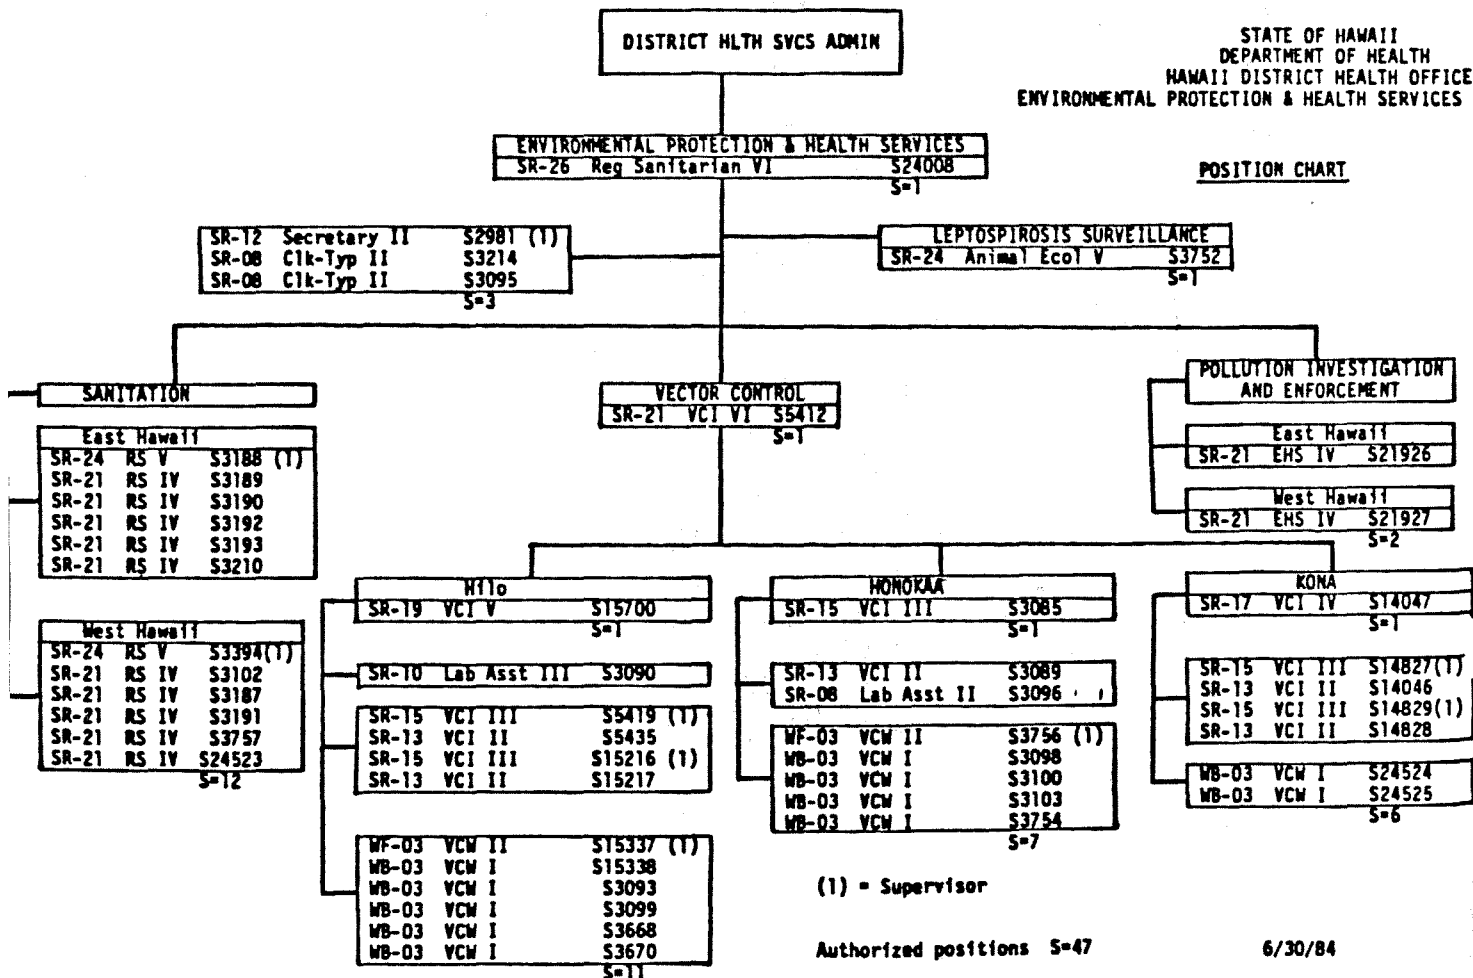 DISTRICT HLTH SVCS ADMIN
STATE OF HAWAII
DEPARTMENT OF HEALTH
HAWAII DISTRICT HEALTH OFFICE
ENVIRONMENTAL PROTECTION & HEALTH SERVICES
POSITION CHART
ENVIRONMENTAL PROTECTION & HEALTH SERVICES
SR-26 Reg Sanitarian VI S24008
S=1
SR-12 Secretary II S2981 (1)
SR-08 Clk-Typ II S3214
SR-08 Clk-Typ II S3095
S=3
LEPTOSPIROSIS SURVEILLANCE
SR-24 Animal Ecol V S3752
S=1
SANITATION
East Hawaii
SR-24 RS V S3188 (1)
SR-21 RS IV S3189
SR-21 RS IV S3190
SR-21 RS IV S3192
SR-21 RS IV S3193
SR-21 RS IV S3210
West Hawaii
SR-24 RS V S3394(1)
SR-21 RS IV S3102
SR-21 RS IV S3187
SR-21 RS IV S3191
SR-21 RS IV S3757
SR-21 RS IV S24523
S=12
VECTOR CONTROL
SR-21 VCI VI S5412
S=1
POLLUTION INVESTIGATION
AND ENFORCEMENT
East Hawaii
SR-21 EHS IV S21926
West Hawaii
SR-21 EHS IV S21927
S=2
Hilo
SR-19 VCI V S15700
S=1
SR-10 Lab Asst III S3090
SR-15 VCI III S5419 (1)
SR-13 VCI II S5435
SR-15 VCI III S15216 (1)
SR-13 VCI II S15217
WF-03 VCW II S15337 (1)
WB-03 VCW I S15338
WB-03 VCW I S3093
WB-03 VCW I S3099
WB-03 VCW I S3668
WB-03 VCW I S3670
S=11
HONOKAA
SR-15 VCI III S3085
S=1
SR-13 VCI II S3089
SR-08 Lab Asst II S3096
WF-03 VCW II S3756 (1)
WB-03 VCW I S3098
WB-03 VCW I S3100
WB-03 VCW I S3103
WB-03 VCW I S3754
S=7
KONA
SR-17 VCI IV S14047
S=1
SR-15 VCI III S14827(1)
SR-13 VCI II S14046
SR-15 VCI III S14829(1)
SR-13 VCI II S14828
WB-03 VCW I S24524
WB-03 VCW I S24525
S=6
(1) = Supervisor
Authorized positions S=47
6/30/84